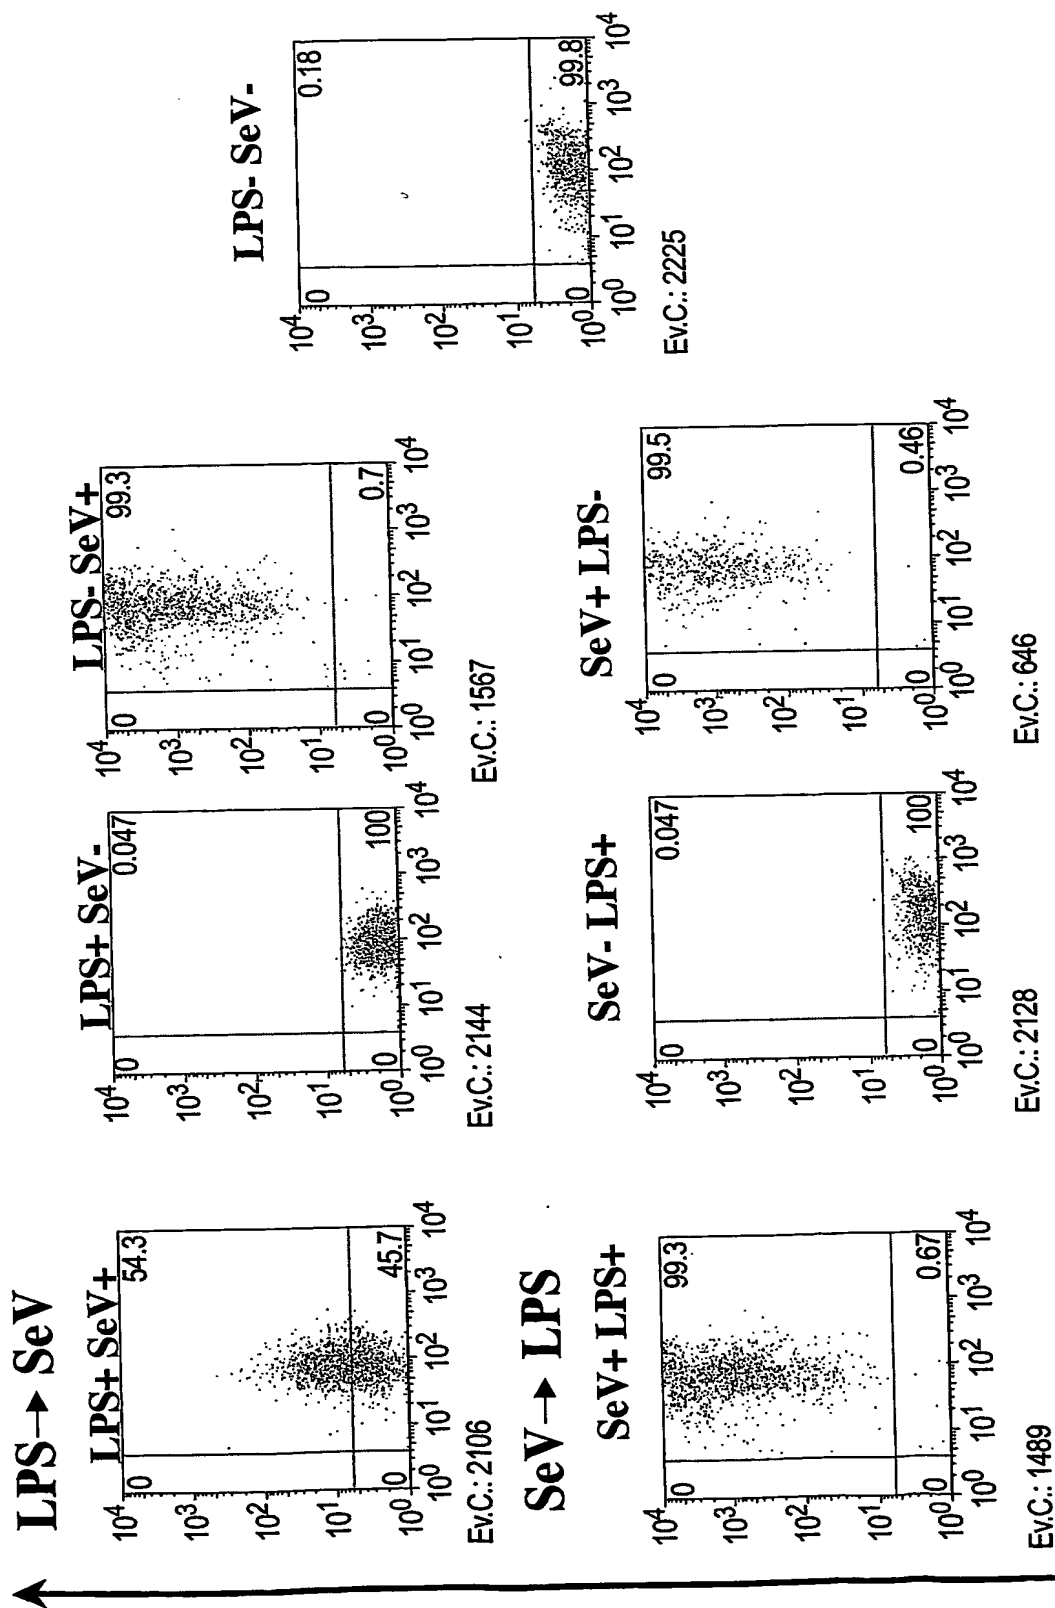 LPS→SeV
LPS+ SeV+
10⁴
10³
10²
10¹
10⁰
0
54.3
0
45.7
10⁰ 10¹ 10² 10³ 10⁴
Ev.C.: 2106
LPS+ SeV-
10⁴
10³
10²
10¹
10⁰
0
0.047
0
100
10⁰ 10¹ 10² 10³ 10⁴
Ev.C.: 2144
LPS- SeV+
10⁴
10³
10²
10¹
10⁰
0
99.3
0
0.7
10⁰ 10¹ 10² 10³ 10⁴
Ev.C.: 1567
LPS- SeV-
10⁴
10³
10²
10¹
10⁰
0
0.18
0
99.8
10⁰ 10¹ 10² 10³ 10⁴
Ev.C.: 2225
SeV→LPS
SeV+ LPS+
10⁴
10³
10²
10¹
10⁰
0
99.3
0
0.67
10⁰ 10¹ 10² 10³ 10⁴
Ev.C.: 1489
SeV- LPS+
10⁴
10³
10²
10¹
10⁰
0
0.047
0
100
10⁰ 10¹ 10² 10³ 10⁴
Ev.C.: 2128
SeV+ LPS-
10⁴
10³
10²
10¹
10⁰
0
99.5
0
0.46
10⁰ 10¹ 10² 10³ 10⁴
Ev.C.: 646